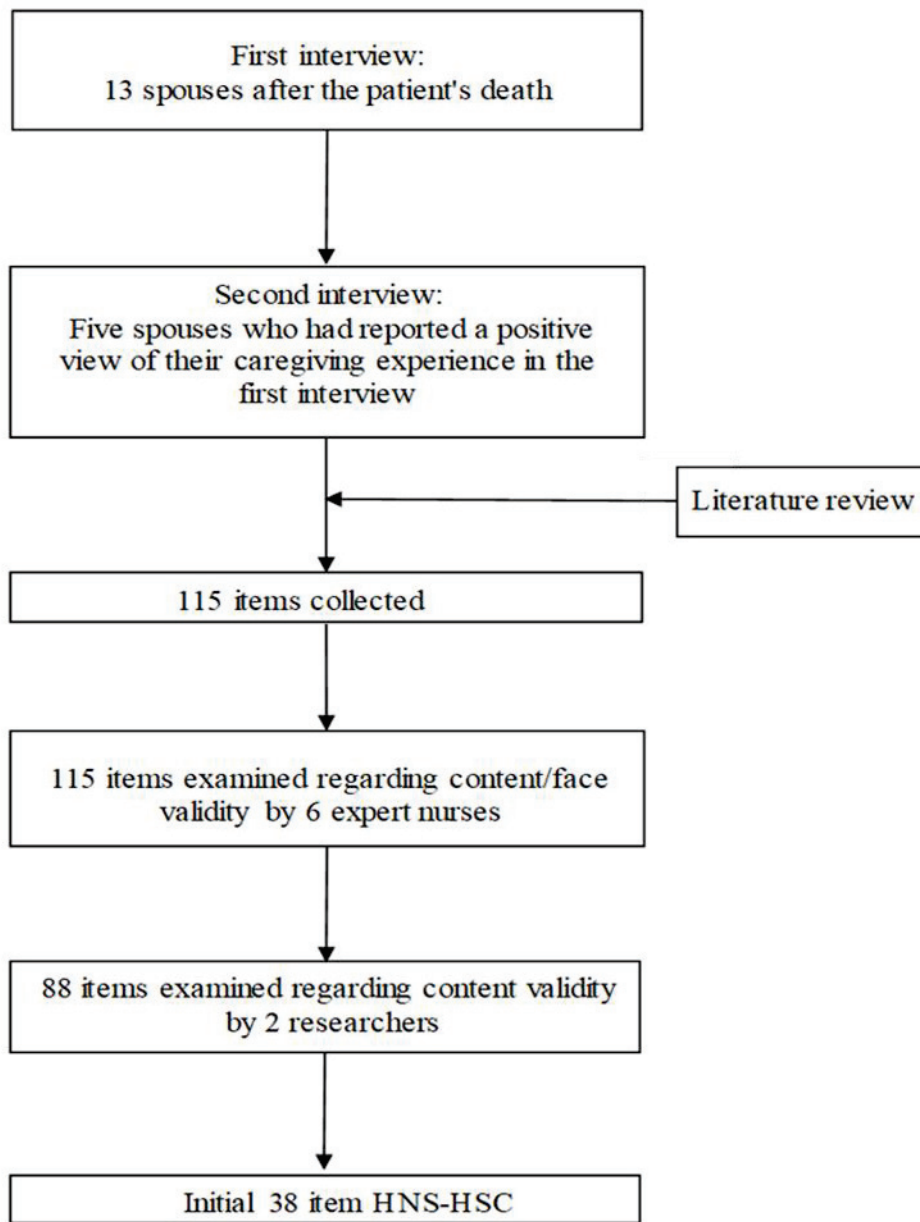 First interview:
13 spouses after the patient's death
Second interview:
Five spouses who had reported a positive
view of their caregiving experience in the
first interview
Literature review
115 items collected
115 items examined regarding content/face
validity by 6 expert nurses
88 items examined regarding content validity
by 2 researchers
Initial 38 item HNS-HSC